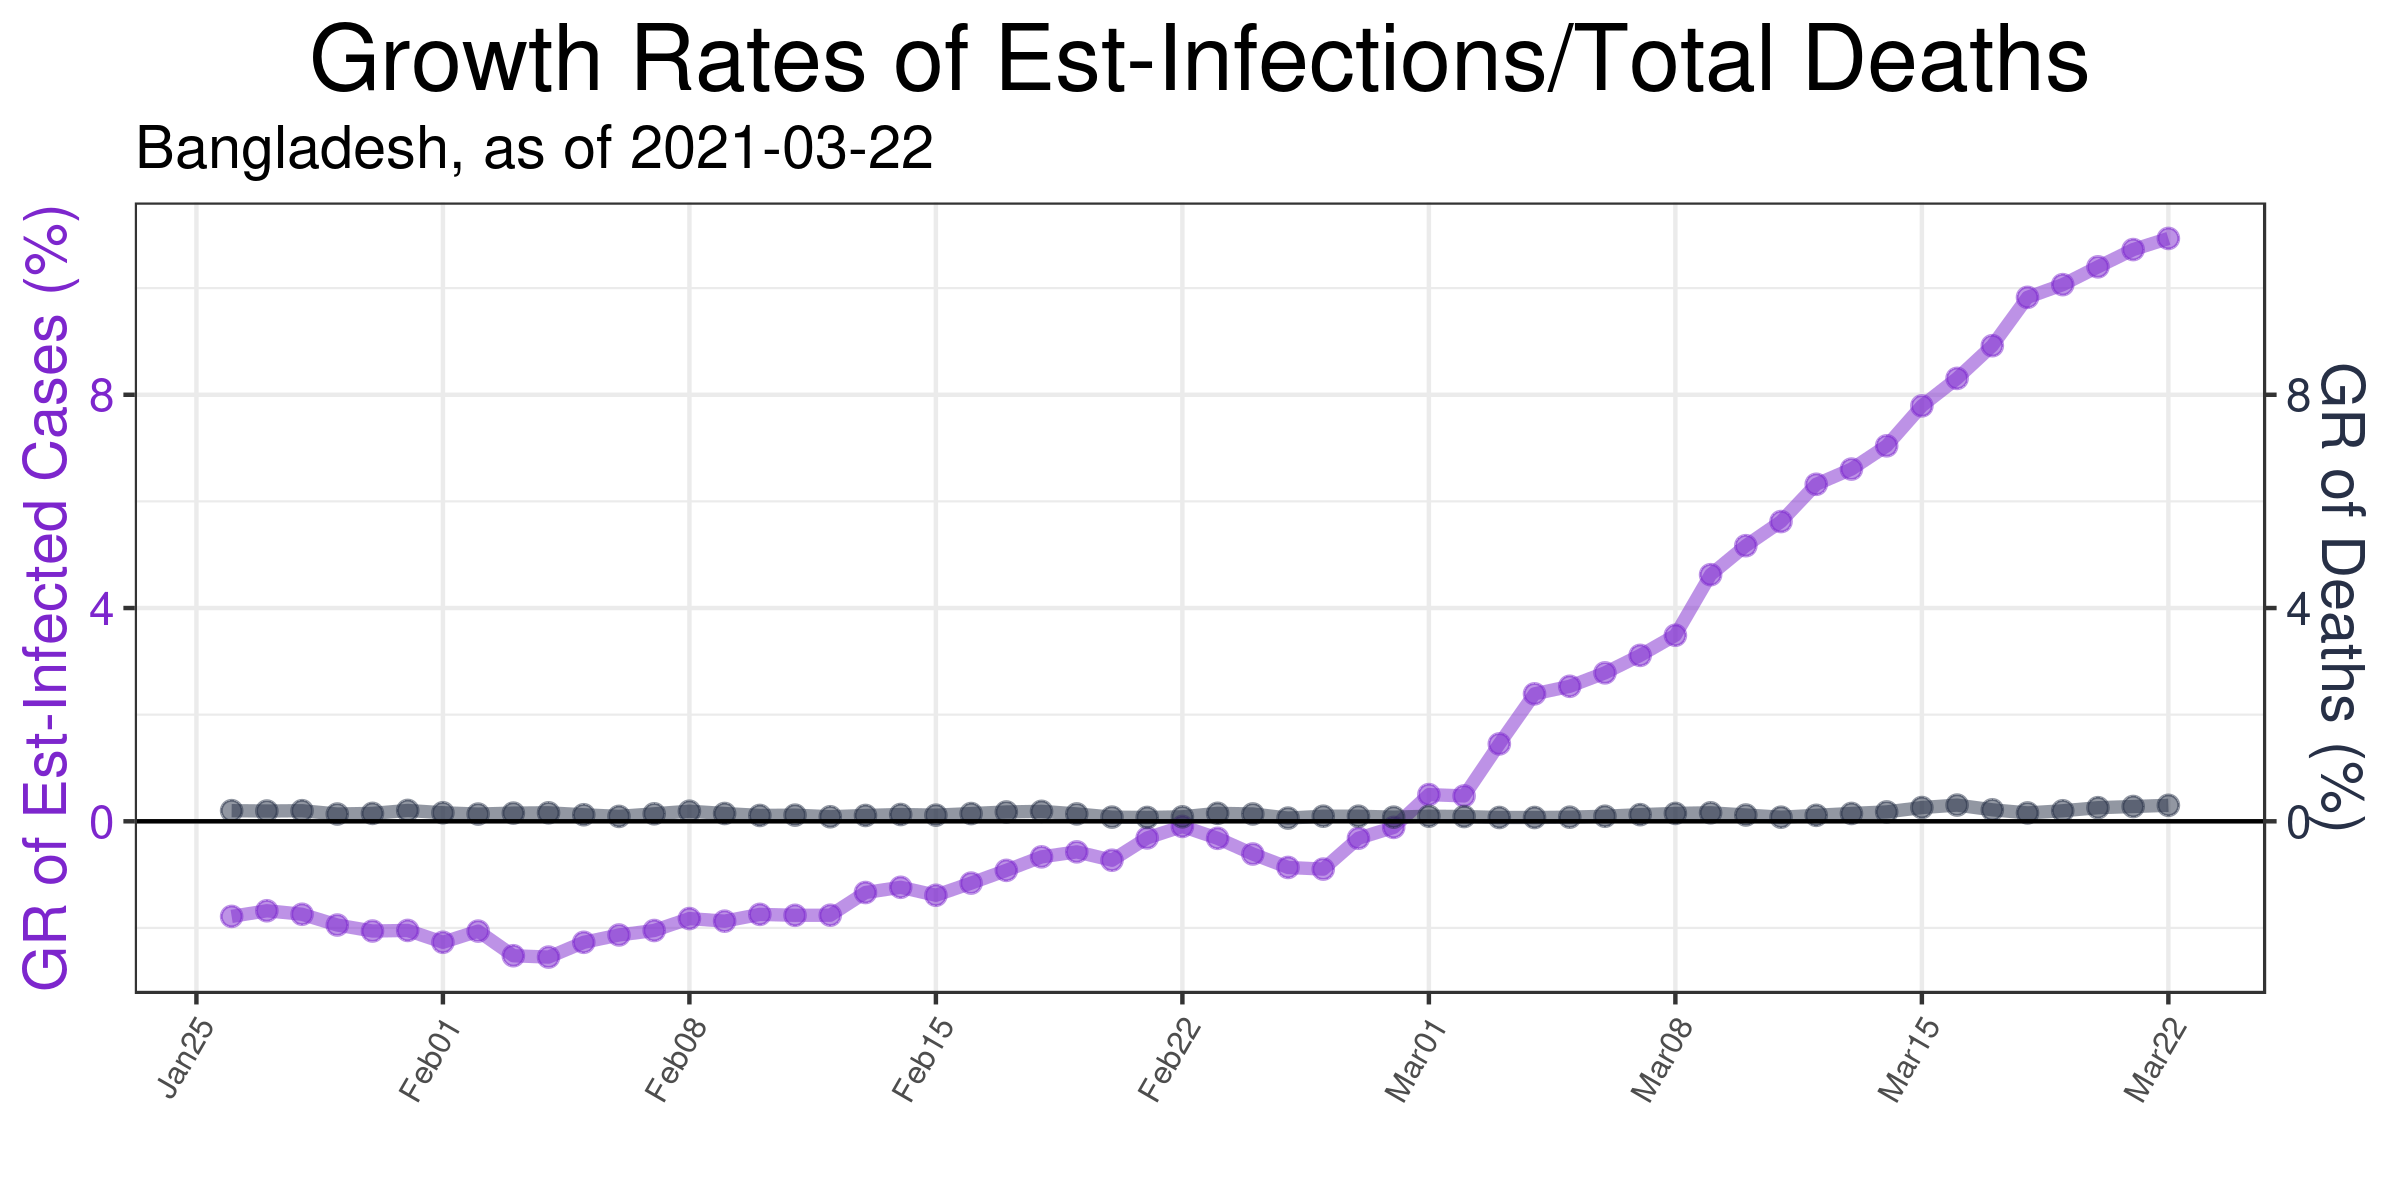 Growth Rates of Est-Infections/Total Deaths
Bangladesh, as of 2021-03-22
GR of Est-Infected Cases (%)
8
4
0
8
4
0
GR of Deaths (%)
Jan25
Feb01
Feb08
Feb15
Feb22
Mar01
Mar08
Mar15
Mar22